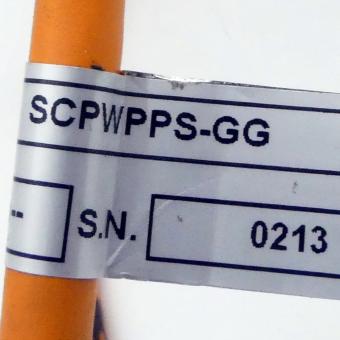 SCPWPPS-GG
-- S.N. 0213